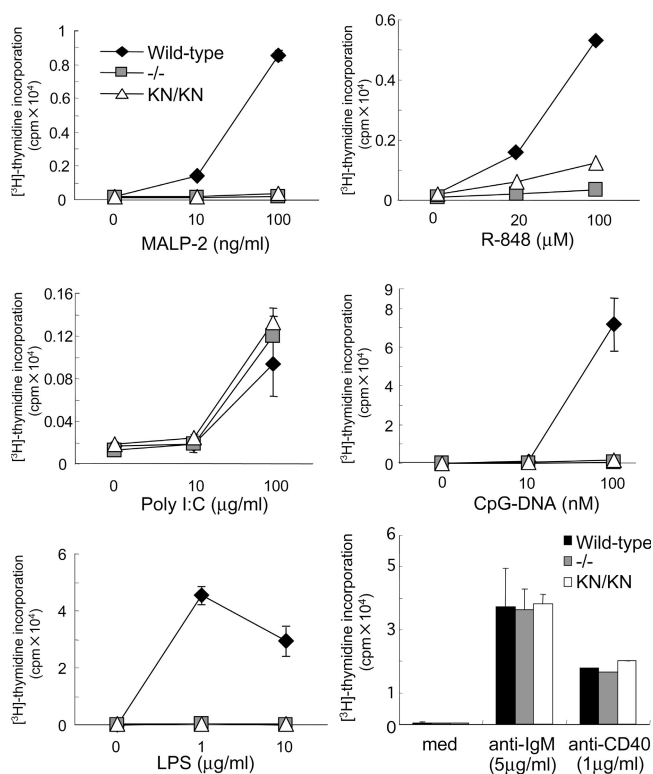 [³H]-thymidine incorporation
(cpm×10⁴)
1
0.8
0.6
0.4
0.2
0
Wild-type
-/-
KN/KN
0 10 100
MALP-2 (ng/ml)
[³H]-thymidine incorporation
(cpm×10⁴)
0.6
0.4
0.2
0
0 20 100
R-848 (μM)
[³H]-thymidine incorporation
(cpm×10⁴)
0.16
0.12
0.08
0.04
0
0 10 100
Poly I:C (μg/ml)
[³H]-thymidine incorporation
(cpm×10⁴)
9
8
6
4
2
0
0 10 100
CpG-DNA (nM)
[³H]-thymidine incorporation
(cpm×10⁴)
6
4
2
0
0 1 10
LPS (μg/ml)
[³H]-thymidine incorporation
(cpm×10⁴)
6
5
3
1
0
Wild-type
-/-
KN/KN
med anti-IgM anti-CD40
(5μg/ml) (1μg/ml)